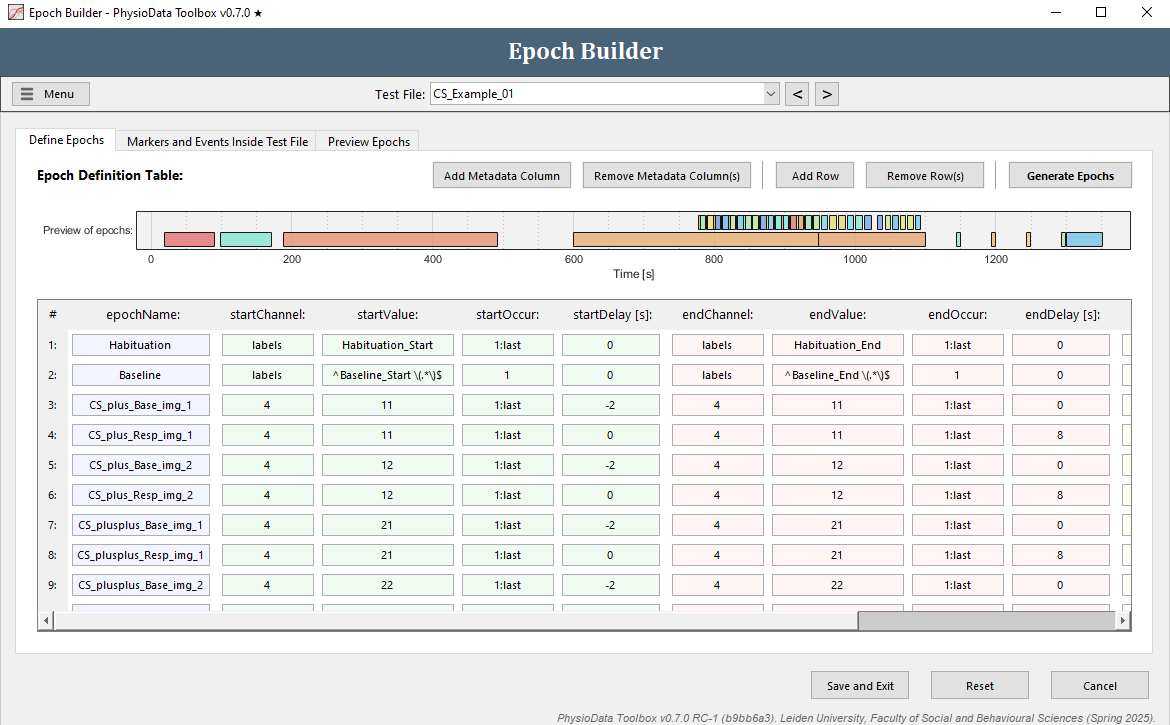 Epoch Builder - PhysioData Toolbox v0.7.0 ★
Epoch Builder
Menu
Test File: CS_Example_01 < >
Define Epochs Markers and Events Inside Test File Preview Epochs
Epoch Definition Table: Add Metadata Column Remove Metadata Column(s) Add Row Remove Row(s) Generate Epochs
Preview of epochs:
0 200 400 600 800 1000 1200
Time [s]
# epochName: startChannel: startValue: startOccur: startDelay [s]: endChannel: endValue: endOccur: endDelay [s]:
1: Habituation labels Habituation_Start 1:last 0 labels Habituation_End 1:last 0
2: Baseline labels ^Baseline_Start \(.*\)$ 1 0 labels ^Baseline_End \(.*\)$ 1 0
3: CS_plus_Base_img_1 4 11 1:last -2 4 11 1:last 0
4: CS_plus_Resp_img_1 4 11 1:last 0 4 11 1:last 8
5: CS_plus_Base_img_2 4 12 1:last -2 4 12 1:last 0
6: CS_plus_Resp_img_2 4 12 1:last 0 4 12 1:last 8
7: CS_plusplus_Base_img_1 4 21 1:last -2 4 21 1:last 0
8: CS_plusplus_Resp_img_1 4 21 1:last 0 4 21 1:last 8
9: CS_plusplus_Base_img_2 4 22 1:last -2 4 22 1:last 0
Save and Exit Reset Cancel
PhysioData Toolbox v0.7.0 RC-1 (b9bb6a3). Leiden University, Faculty of Social and Behavioural Sciences (Spring 2025).